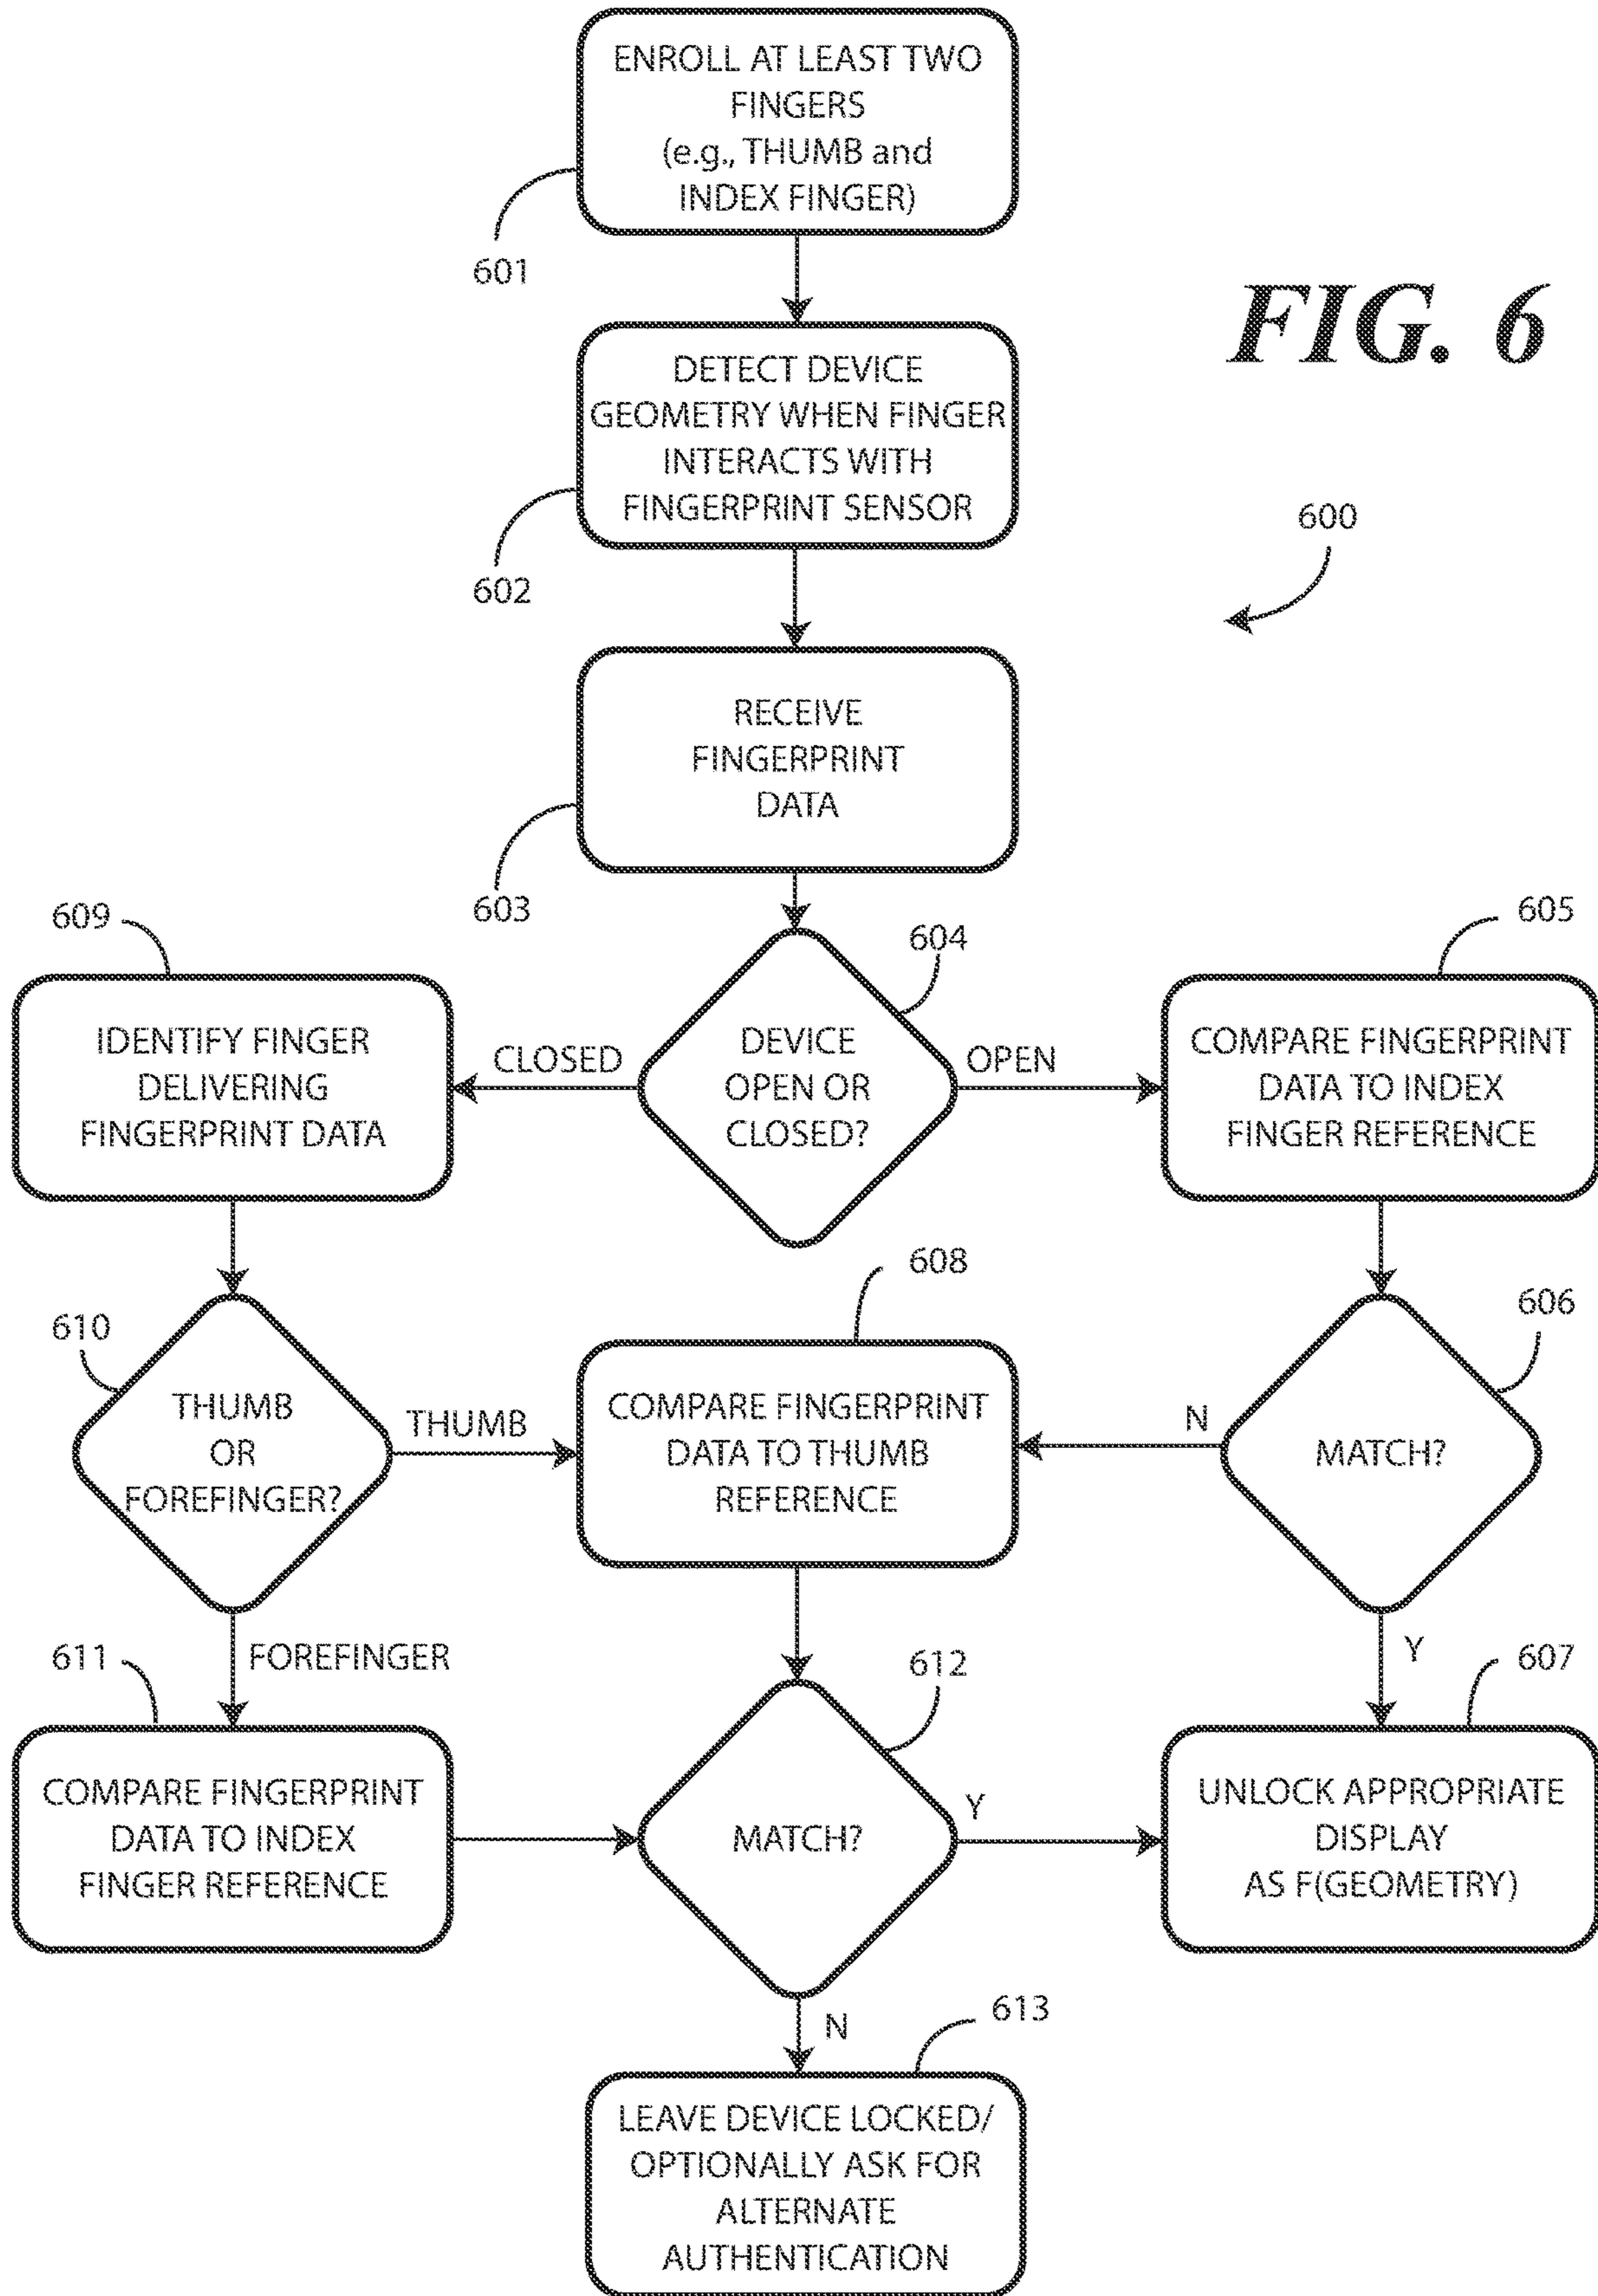 ENROLL AT LEAST TWO
FINGERS
(e.g., THUMB and
INDEX FINGER)
601
FIG. 6
DETECT DEVICE
GEOMETRY WHEN FINGER
INTERACTS WITH
FINGERPRINT SENSOR
602
600
RECEIVE
FINGERPRINT
DATA
603
604
DEVICE
OPEN OR
CLOSED?
CLOSED
OPEN
609
IDENTIFY FINGER
DELIVERING
FINGERPRINT DATA
605
COMPARE FINGERPRINT
DATA TO INDEX
FINGER REFERENCE
610
THUMB
OR
FOREFINGER?
THUMB
608
COMPARE FINGERPRINT
DATA TO THUMB
REFERENCE
N
606
MATCH?
Y
FOREFINGER
611
COMPARE FINGERPRINT
DATA TO INDEX
FINGER REFERENCE
612
MATCH?
Y
607
UNLOCK APPROPRIATE
DISPLAY
AS F(GEOMETRY)
N
613
LEAVE DEVICE LOCKED/
OPTIONALLY ASK FOR
ALTERNATE
AUTHENTICATION